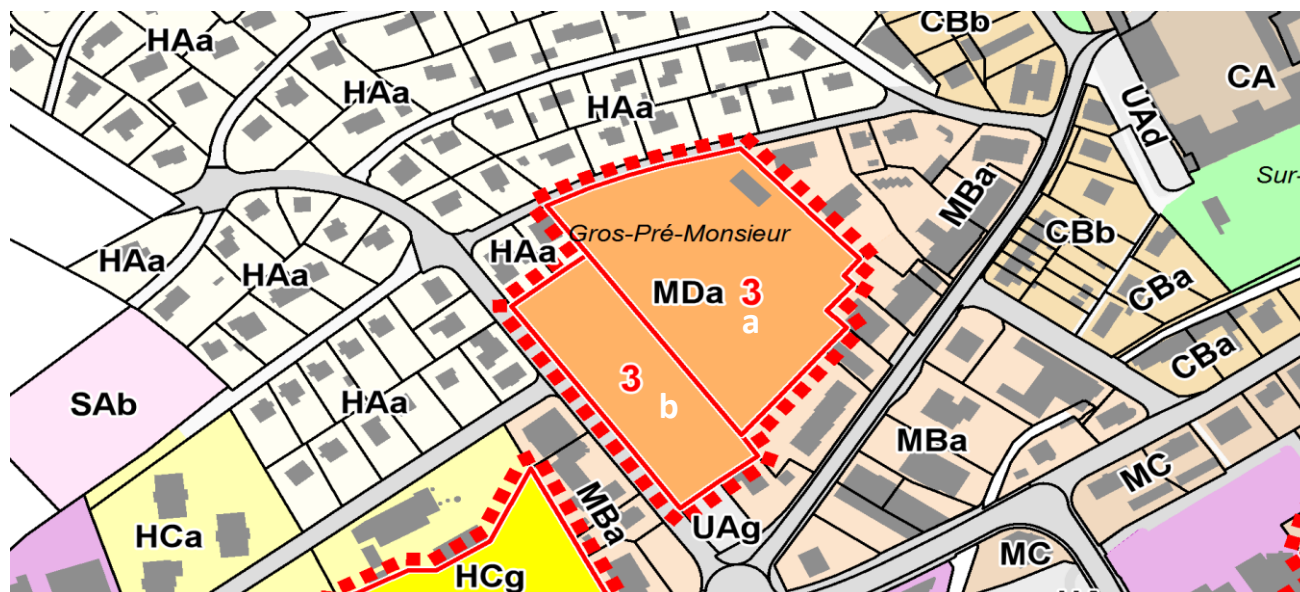 HAa
CBb
CA
HAa
HAa
UAd
MBa
Sur-
Gros-Pré-Monsieur
CBb
HAa
HAa
HAa
MDa 3
a
CBa
3
b
CBa
SAb
HAa
MBa
MC
HCa
MBa
UAg
MC
HCg